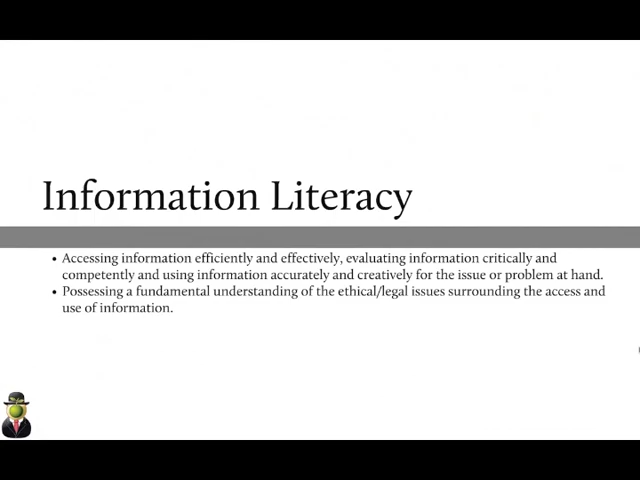 Information Literacy
• Accessing information efficiently and effectively, evaluating information critically and
competently and using information accurately and creatively for the issue or problem at hand.
• Possessing a fundamental understanding of the ethical/legal issues surrounding the access and
use of information.